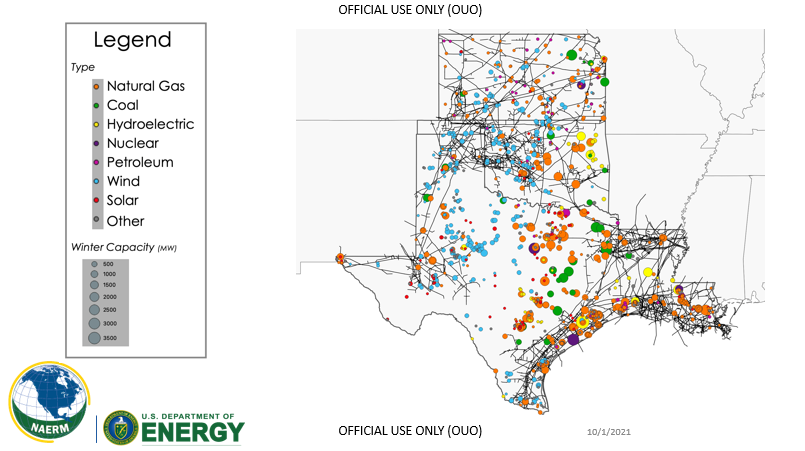 OFFICIAL USE ONLY (OUO)
Legend
Type
Natural Gas
Coal
Hydroelectric
Nuclear
Petroleum
Wind
Solar
Other
Winter Capacity (MW)
500
1000
1500
2000
2500
3000
3500
NAERM
U.S. DEPARTMENT OF
ENERGY
OFFICIAL USE ONLY (OUO)
10/1/2021